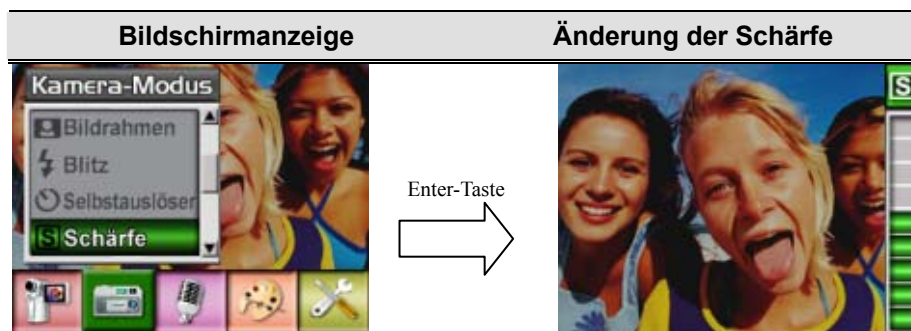 Bildschirmanzeige
Änderung der Schärfe
Kamera-Modus
Bildrahmen
Blitz
Selbstauslöser
S Schärfe
Enter-Taste
S